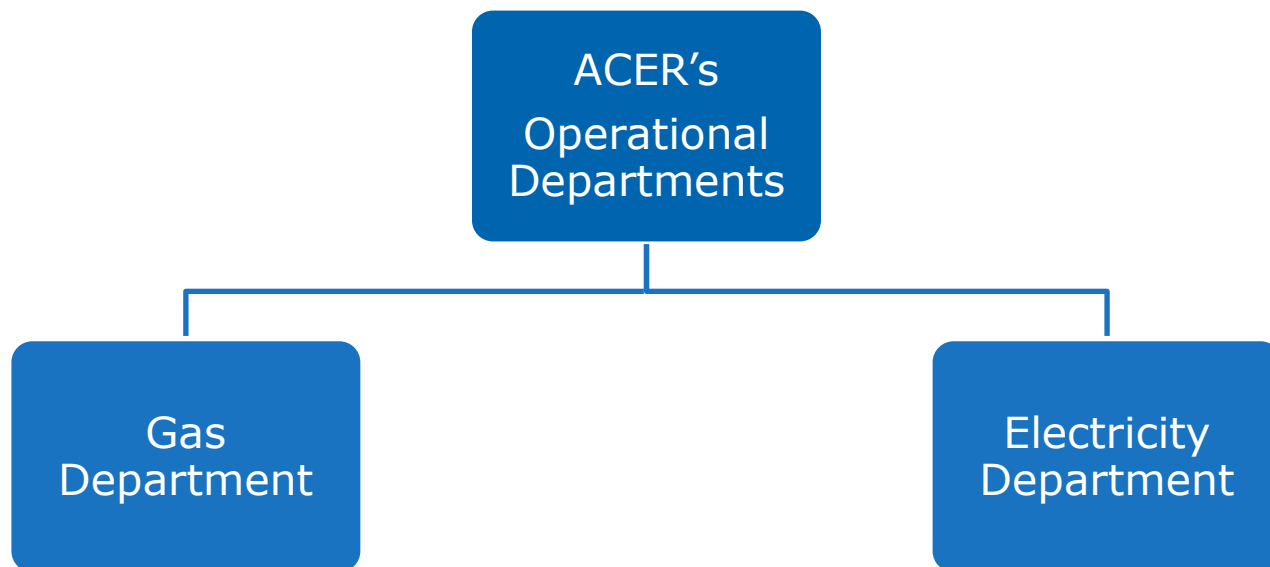 ACER’s
Operational
Departments
Gas
Department
Electricity
Department